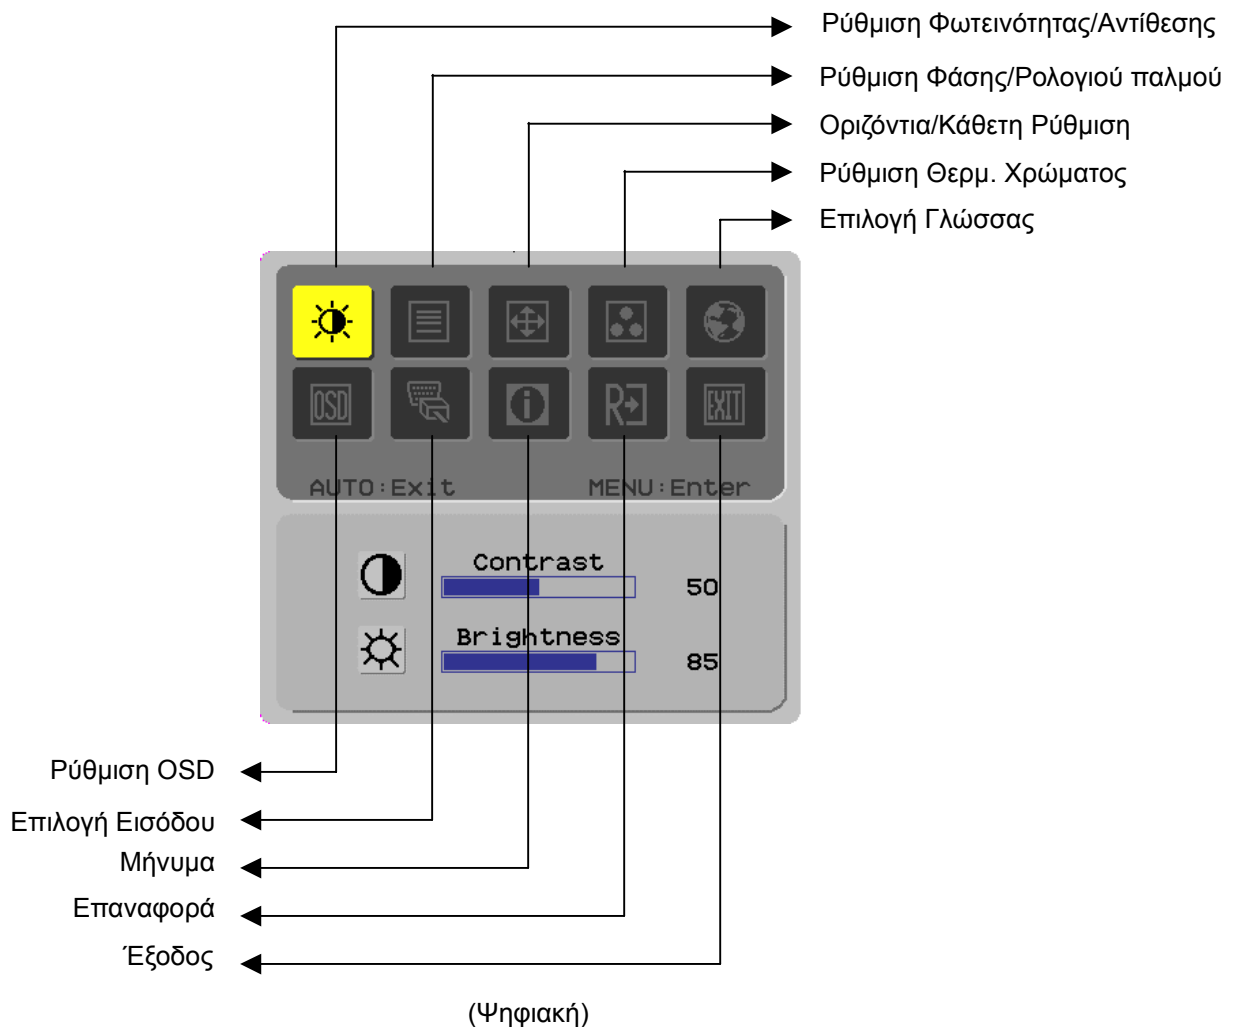 Ρύθμιση Φωτεινότητας/Αντίθεσης
Ρύθμιση Φάσης/Ρολογιού παλμού
Οριζόντια/Κάθετη Ρύθμιση
Ρύθμιση Θερμ. Χρώματος
Επιλογή Γλώσσας
OSD
i
R
EXIT
AUTO:Exit MENU:Enter
Contrast
50
Brightness
85
Ρύθμιση OSD
Επιλογή Εισόδου
Μήνυμα
Επαναφορά
Έξοδος
(Ψηφιακή)